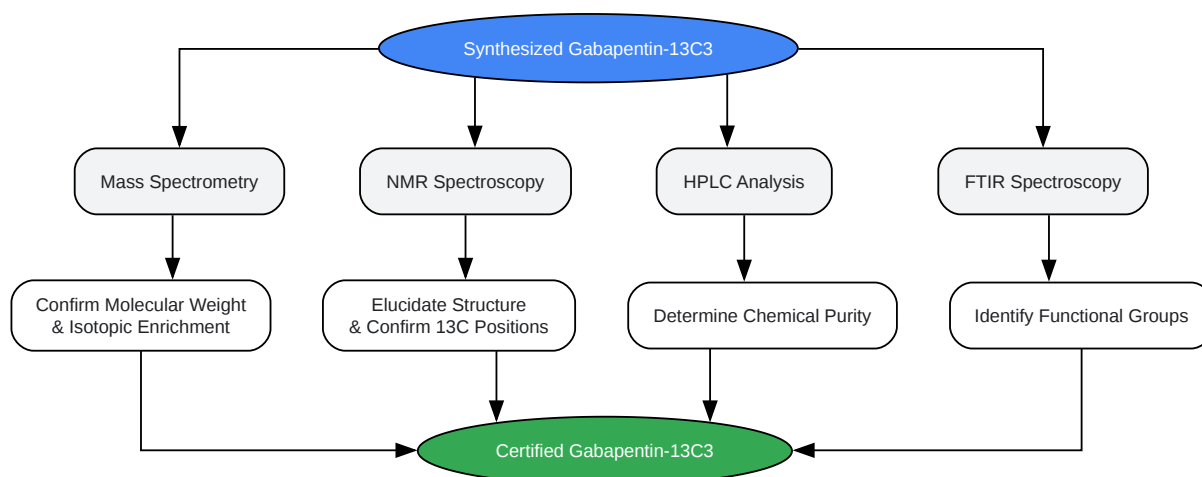 Synthesized Gabapentin-13C3
Mass Spectrometry
NMR Spectroscopy
HPLC Analysis
FTIR Spectroscopy
Confirm Molecular Weight
& Isotopic Enrichment
Elucidate Structure
& Confirm 13C Positions
Determine Chemical Purity
Identify Functional Groups
Certified Gabapentin-13C3